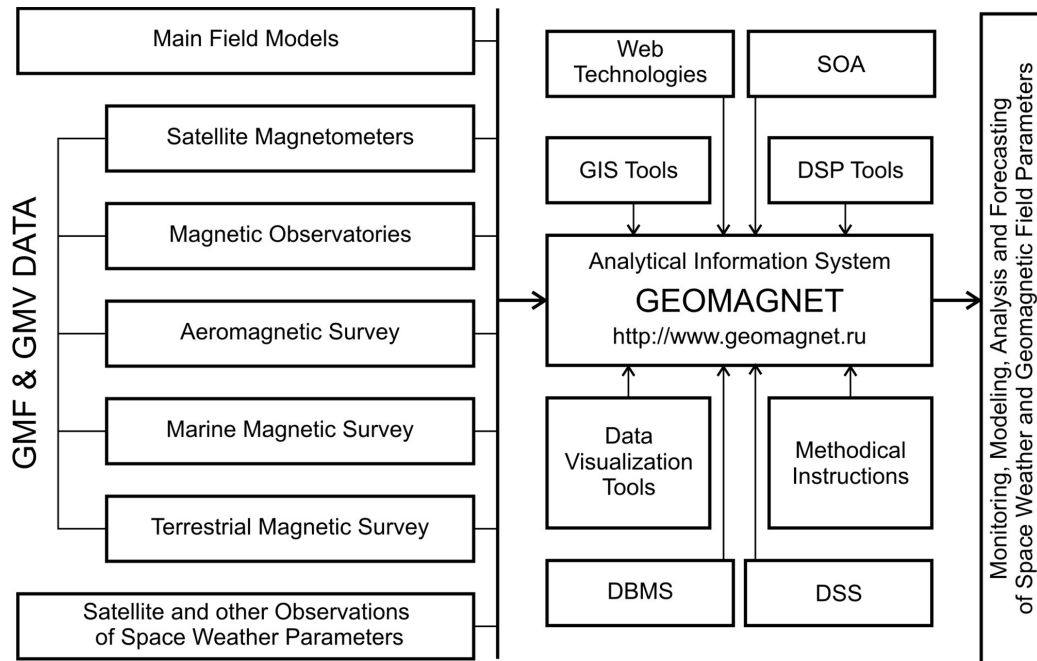 Main Field Models
GMF & GMV DATA
Satellite Magnetometers
Magnetic Observatories
Aeromagnetic Survey
Marine Magnetic Survey
Terrestrial Magnetic Survey
Satellite and other Observations
of Space Weather Parameters
Web
Technologies
SOA
GIS Tools
DSP Tools
Analytical Information System
GEOMAGNET
http://www.geomagnet.ru
Data
Visualization
Tools
Methodical
Instructions
DBMS
DSS
Monitoring, Modeling, Analysis and Forecasting
of Space Weather and Geomagnetic Field Parameters